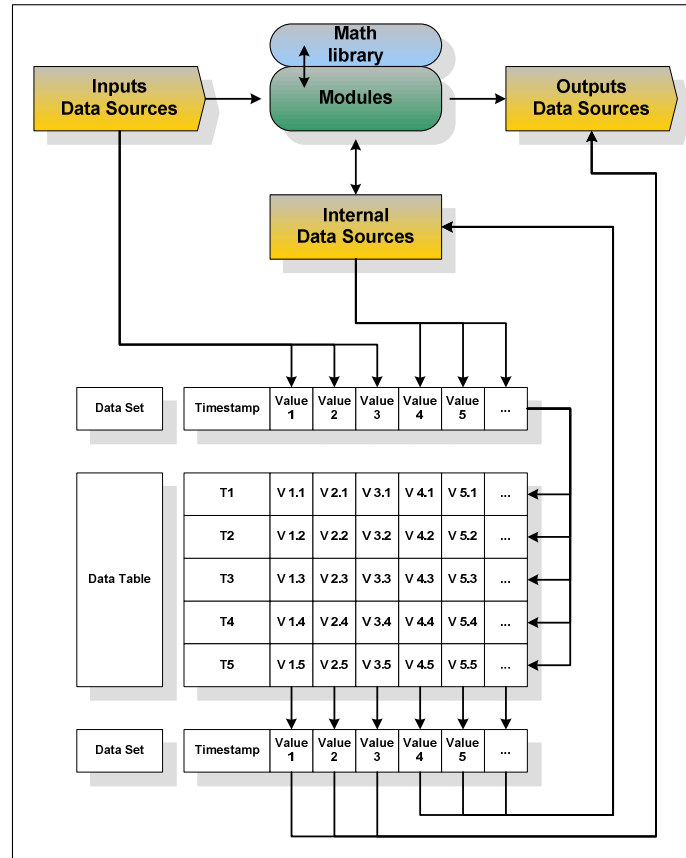 Math
library
Modules
Inputs
Data Sources
Outputs
Data Sources
Internal
Data Sources
Data Set
Timestamp Value 1 Value 2 Value 3 Value 4 Value 5 ...
Data Table
T1 V 1.1 V 2.1 V 3.1 V 4.1 V 5.1 ...
T2 V 1.2 V 2.2 V 3.2 V 4.2 V 5.2 ...
T3 V 1.3 V 2.3 V 3.3 V 4.3 V 5.3 ...
T4 V 1.4 V 2.4 V 3.4 V 4.4 V 5.4 ...
T5 V 1.5 V 2.5 V 3.5 V 4.5 V 5.5 ...
Data Set
Timestamp Value 1 Value 2 Value 3 Value 4 Value 5 ...